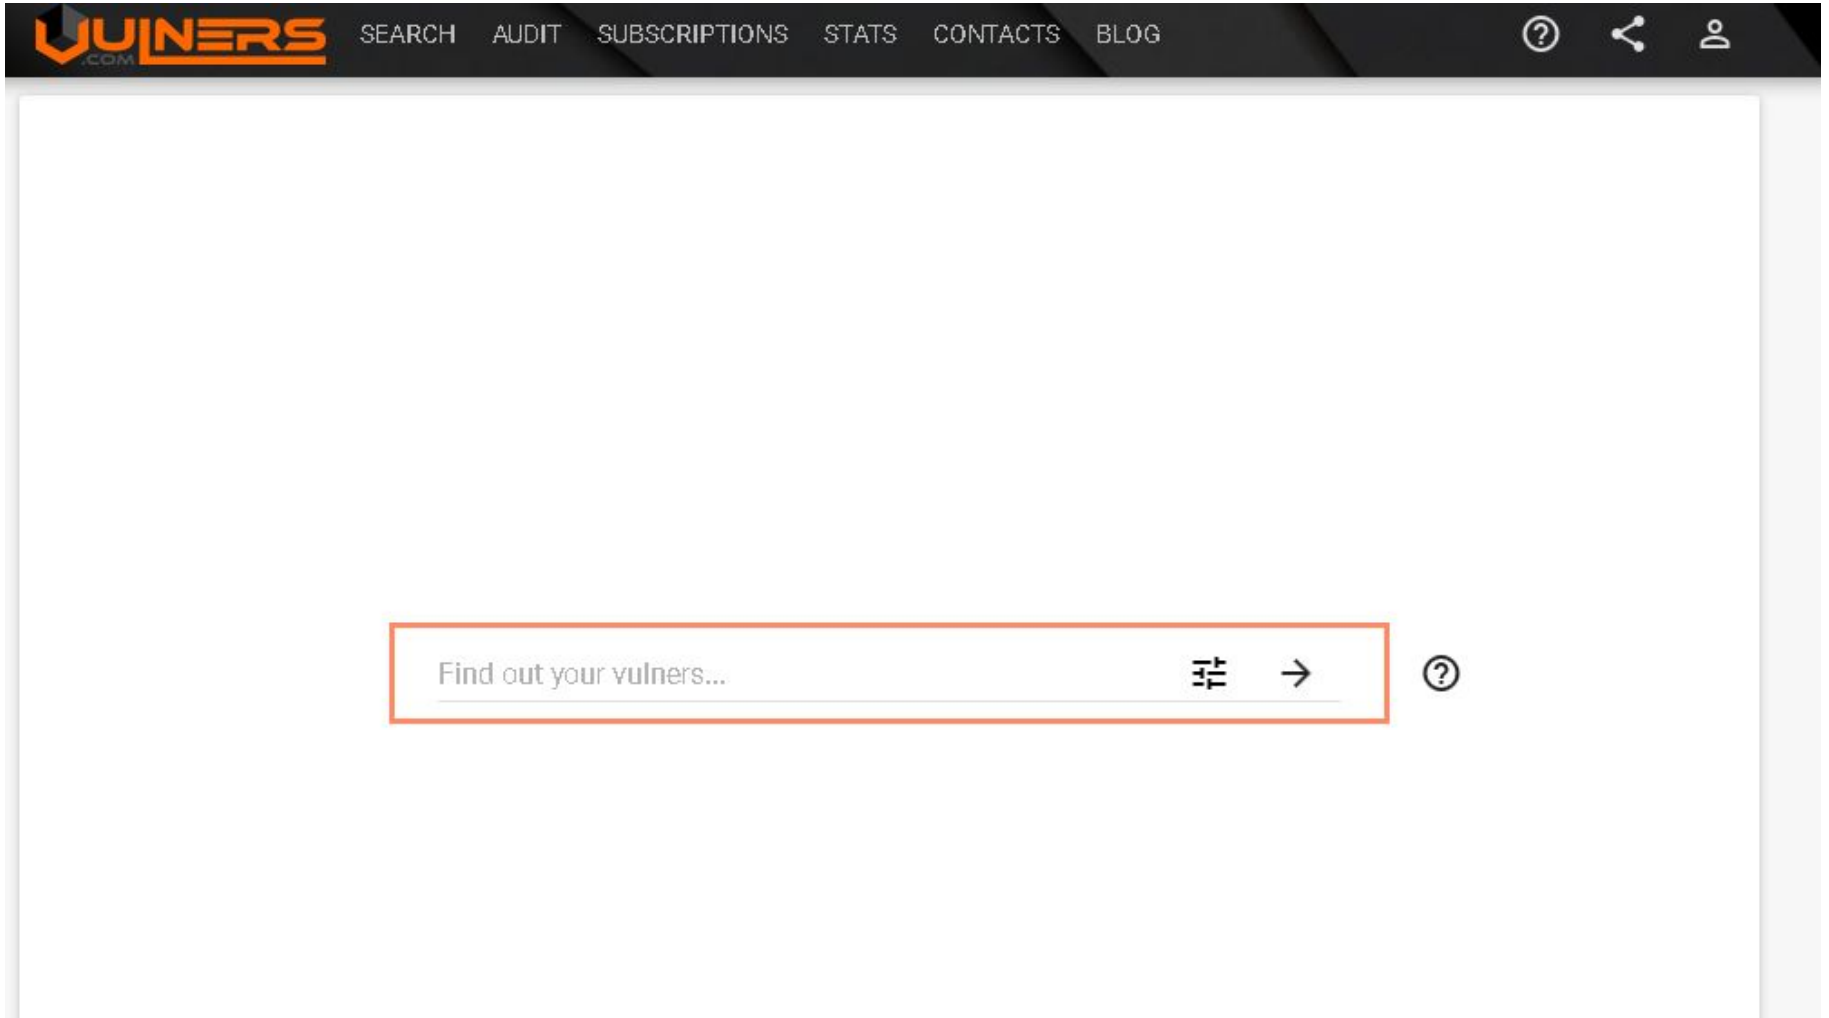 VULNERS
.COM
SEARCH AUDIT SUBSCRIPTIONS STATS CONTACTS BLOG
Find out your vulners...